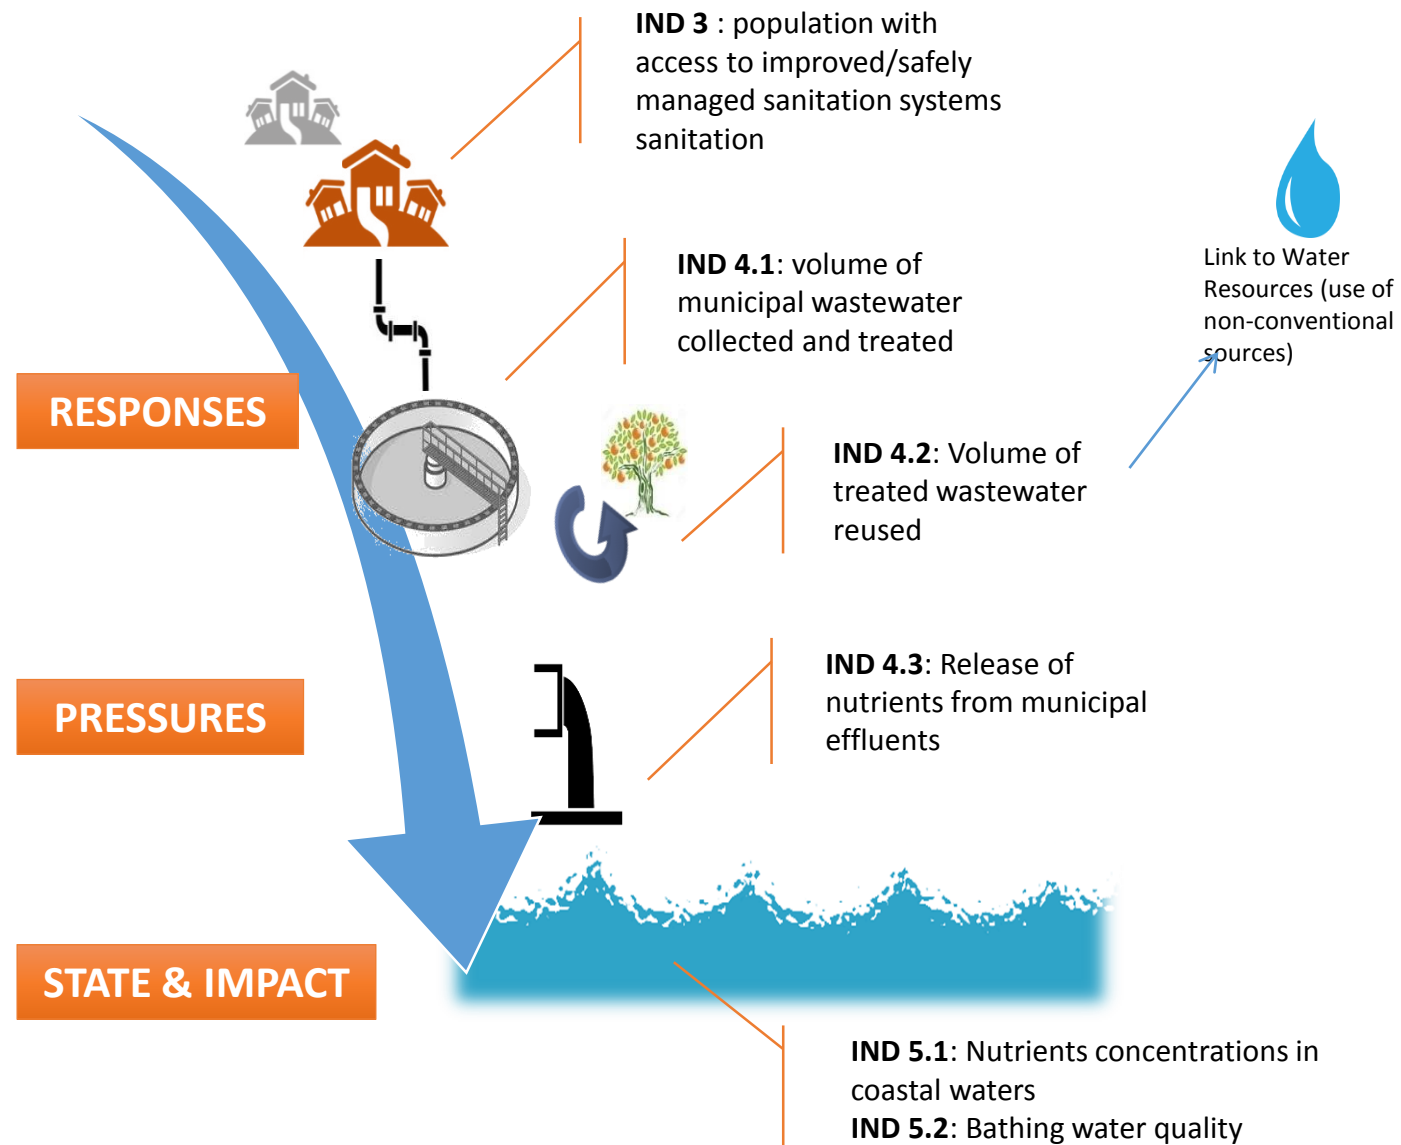 IND 3 : population with
access to improved/safely
managed sanitation systems
sanitation
Link to Water
Resources (use of
non-conventional
sources)
IND 4.1: volume of
municipal wastewater
collected and treated
RESPONSES
IND 4.2: Volume of
treated wastewater
reused
IND 4.3: Release of
nutrients from municipal
effluents
PRESSURES
STATE & IMPACT
IND 5.1: Nutrients concentrations in
coastal waters
IND 5.2: Bathing water quality